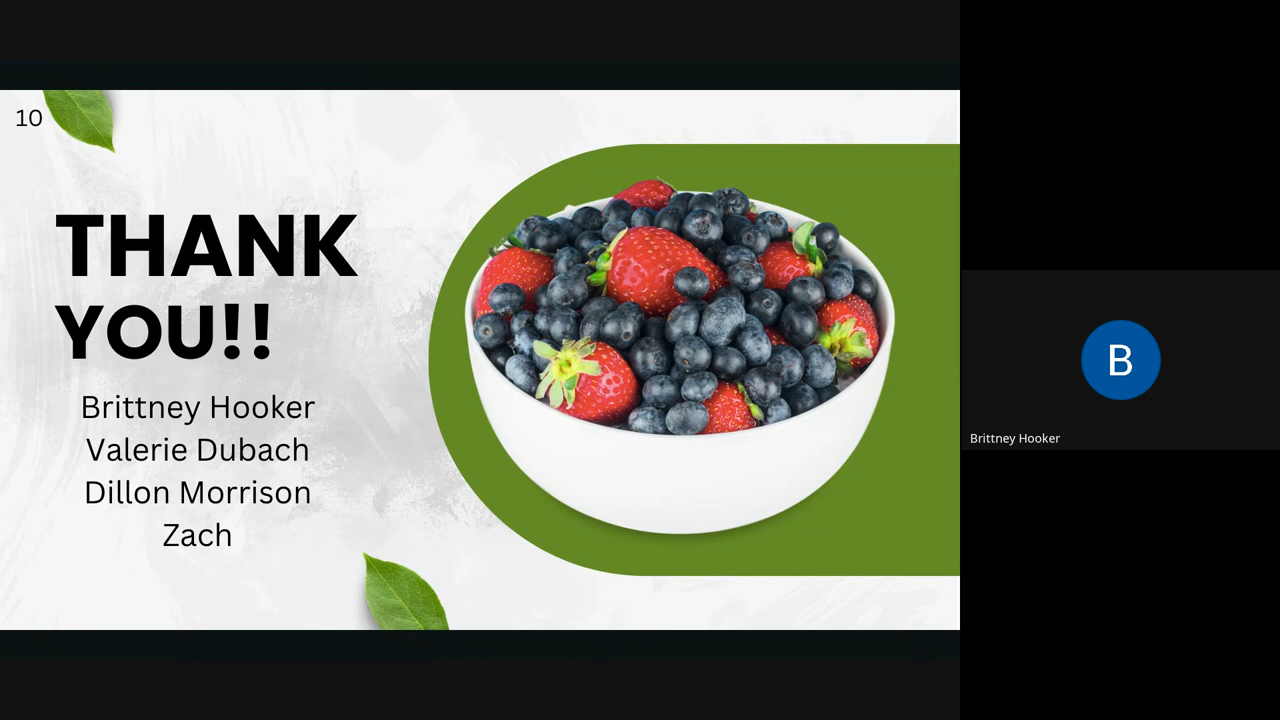 10
THANK
YOU!!
Brittney Hooker
Valerie Dubach
Dillon Morrison
Zach
B
Brittney Hooker